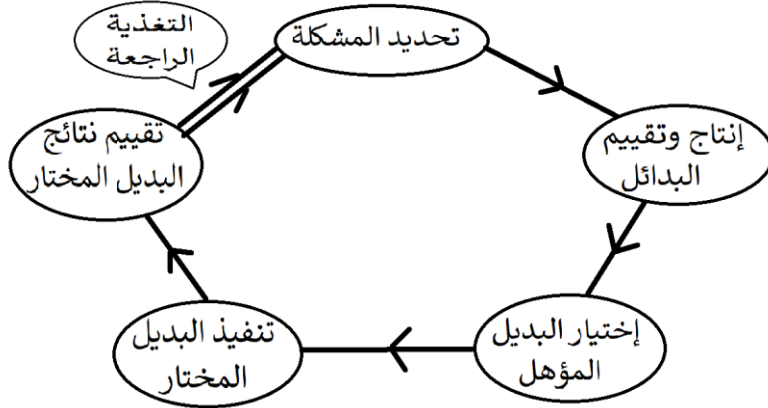 التغذية
الراجعة
تحديد المشكلة
إنتاج وتقييم
البدائل
إختيار البديل
المؤهل
تنفيذ البديل
المختار
تقييم نتائج
البديل المختار